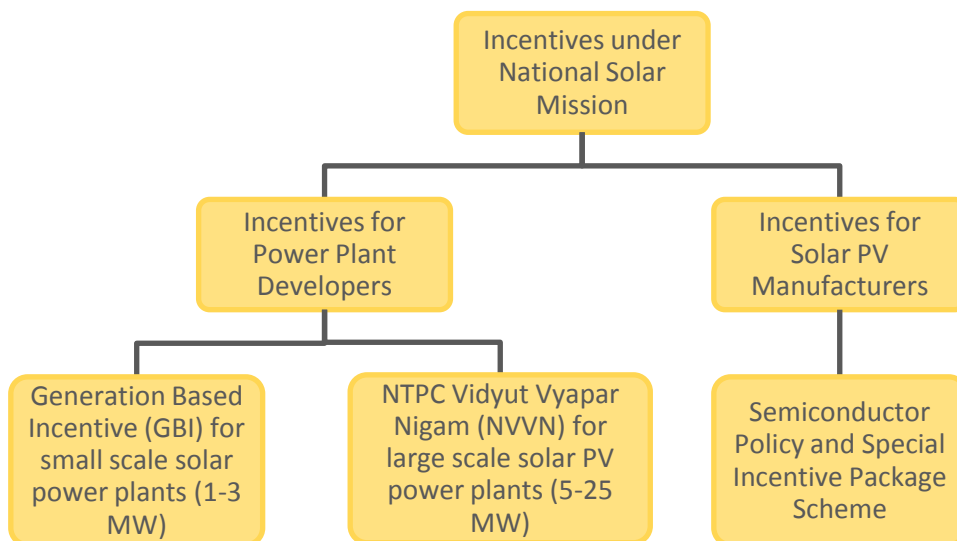 Incentives under
National Solar
Mission
Incentives for
Power Plant
Developers
Incentives for
Solar PV
Manufacturers
Generation Based
Incentive (GBI) for
small scale solar
power plants (1-3
MW)
NTPC Vidyut Vyapar
Nigam (NVVN) for
large scale solar PV
power plants (5-25
MW)
Semiconductor
Policy and Special
Incentive Package
Scheme